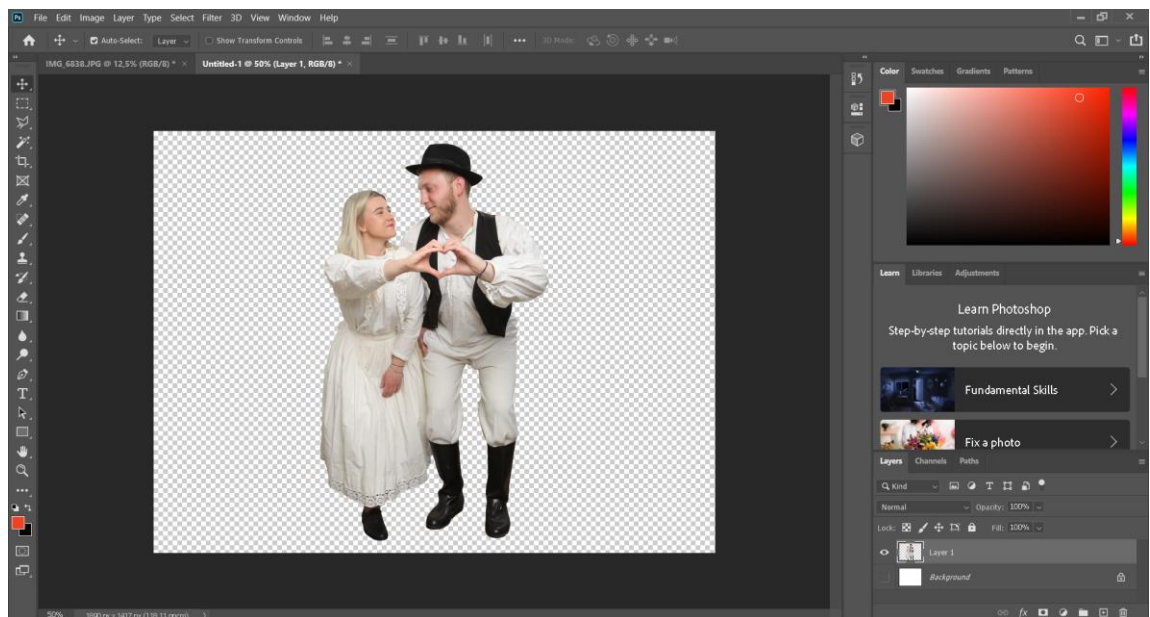 Ps File Edit Image Layer Type Select Filter 3D View Window Help
Auto-Select: Layer Show Transform Controls 3D Mode:
IMG_6838.JPG @ 12,5% (RGB/8) * × Untitled-1 @ 50% (Layer 1, RGB/8) * ×
Color Swatches Gradients Patterns
Learn Libraries Adjustments
Learn Photoshop
Step-by-step tutorials directly in the app. Pick a
topic below to begin.
Fundamental Skills
Fix a photo
Layers Channels Paths
Kind
Normal Opacity: 100%
Lock: Fill: 100%
Layer 1
Background
50%